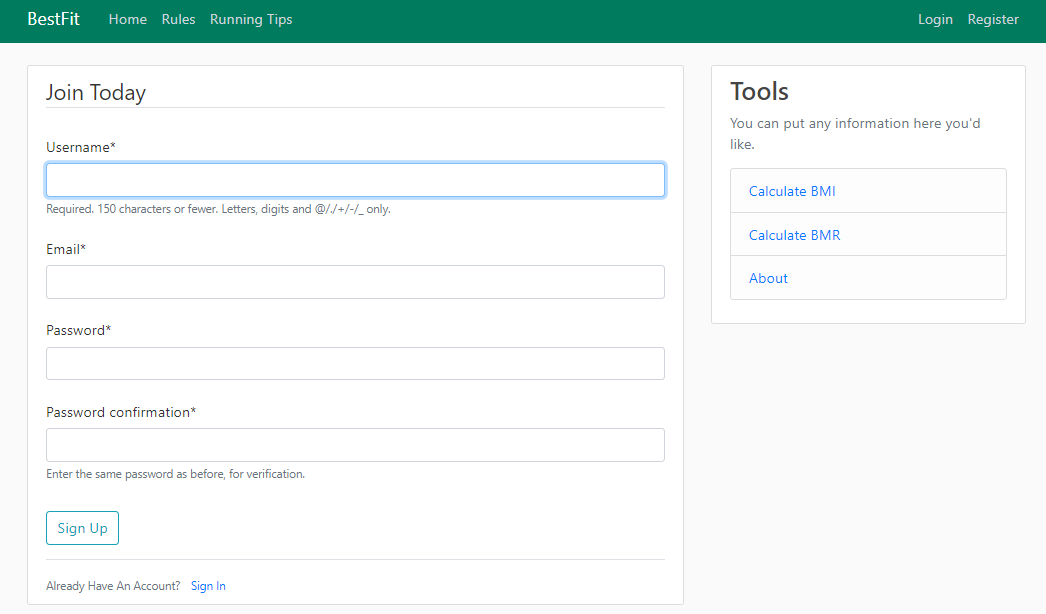 BestFit Home Rules Running Tips Login Register
Join Today
Username*
Required. 150 characters or fewer. Letters, digits and @/./+/-/_ only.
Email*
Password*
Password confirmation*
Enter the same password as before, for verification.
Sign Up
Already Have An Account? Sign In
Tools
You can put any information here you'd
like.
Calculate BMI
Calculate BMR
About